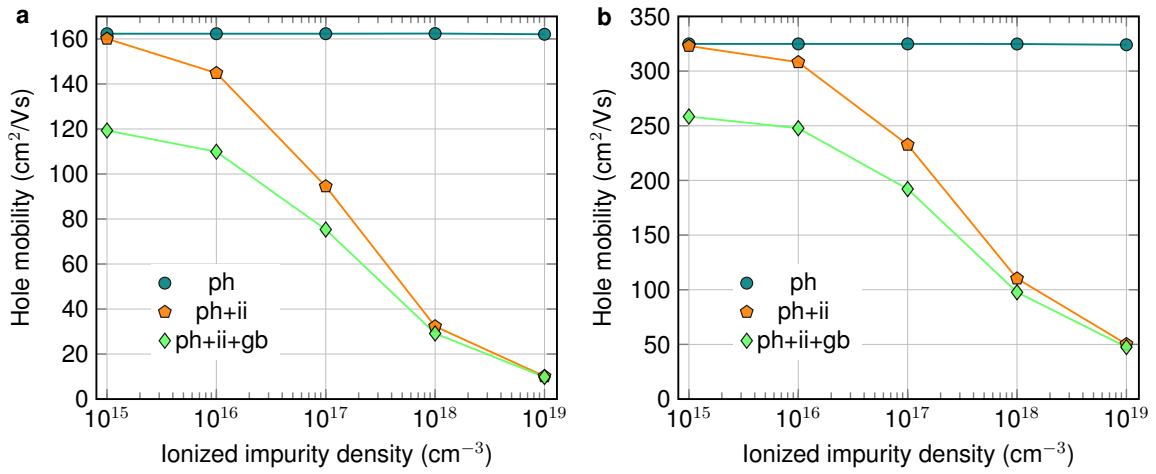 a
Hole mobility (cm²/Vs)
160
140
120
100
80
60
40
20
0
ph
ph+ii
ph+ii+gb
10¹⁵ 10¹⁶ 10¹⁷ 10¹⁸ 10¹⁹
Ionized impurity density (cm⁻³)
b
Hole mobility (cm²/Vs)
350
300
250
200
150
100
50
0
ph
ph+ii
ph+ii+gb
10¹⁵ 10¹⁶ 10¹⁷ 10¹⁸ 10¹⁹
Ionized impurity density (cm⁻³)